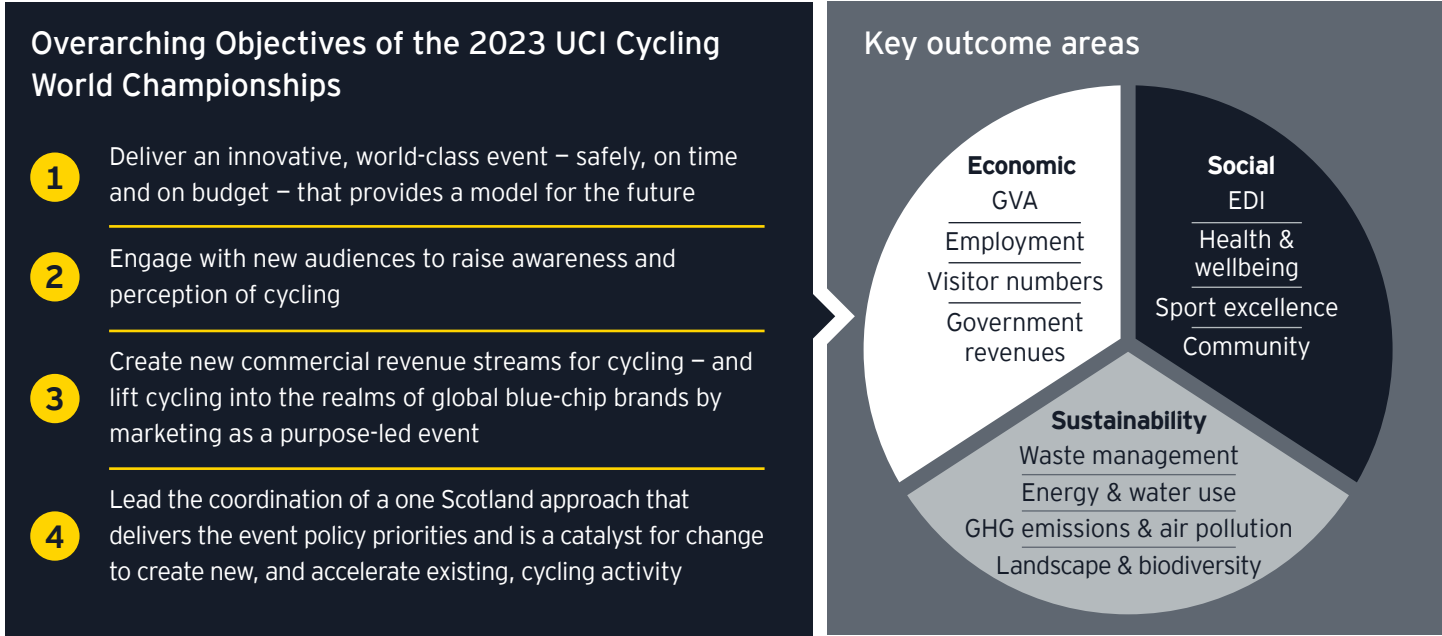 Overarching Objectives of the 2023 UCI Cycling
World Championships
1
Deliver an innovative, world-class event – safely, on time
and on budget – that provides a model for the future
2
Engage with new audiences to raise awareness and
perception of cycling
3
Create new commercial revenue streams for cycling – and
lift cycling into the realms of global blue-chip brands by
marketing as a purpose-led event
4
Lead the coordination of a one Scotland approach that
delivers the event policy priorities and is a catalyst for change
to create new, and accelerate existing, cycling activity
Key outcome areas
Economic
GVA
Employment
Visitor numbers
Government
revenues
Social
EDI
Health &
wellbeing
Sport excellence
Community
Sustainability
Waste management
Energy & water use
GHG emissions & air pollution
Landscape & biodiversity